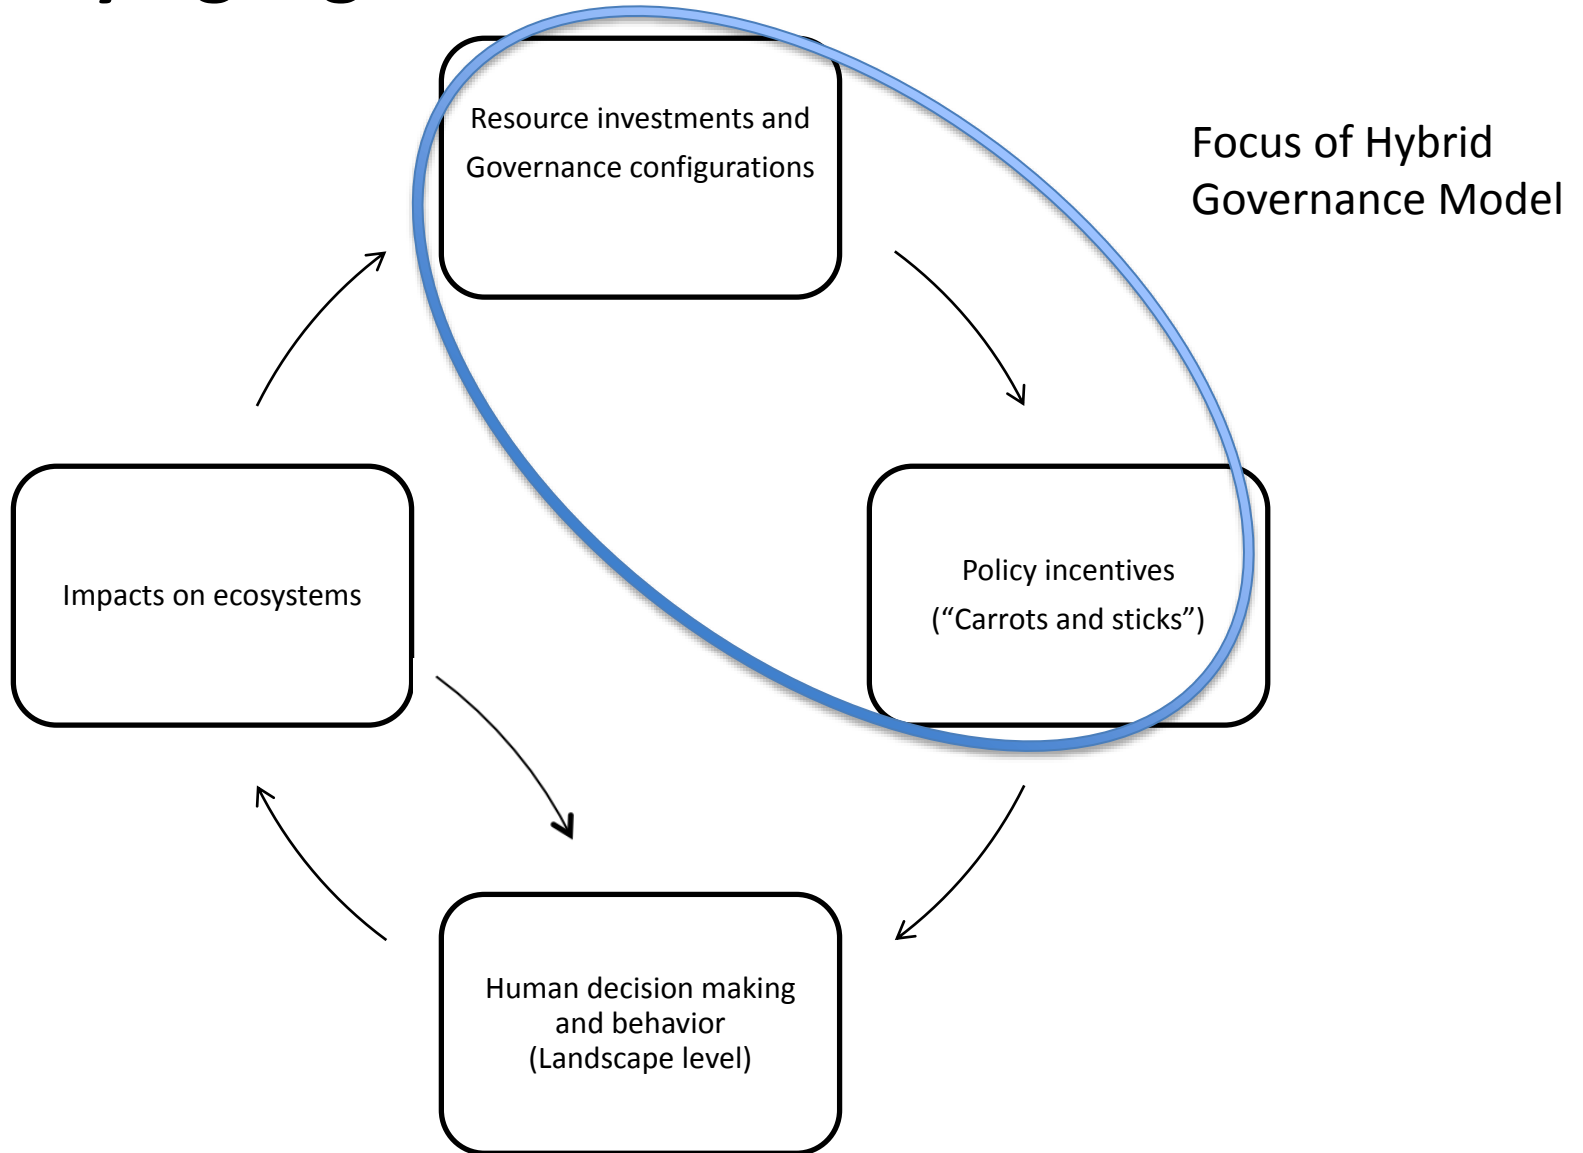 Resource investments and
Governance configurations
Focus of Hybrid
Governance Model
Impacts on ecosystems
Policy incentives
(“Carrots and sticks”)
Human decision making
and behavior
(Landscape level)